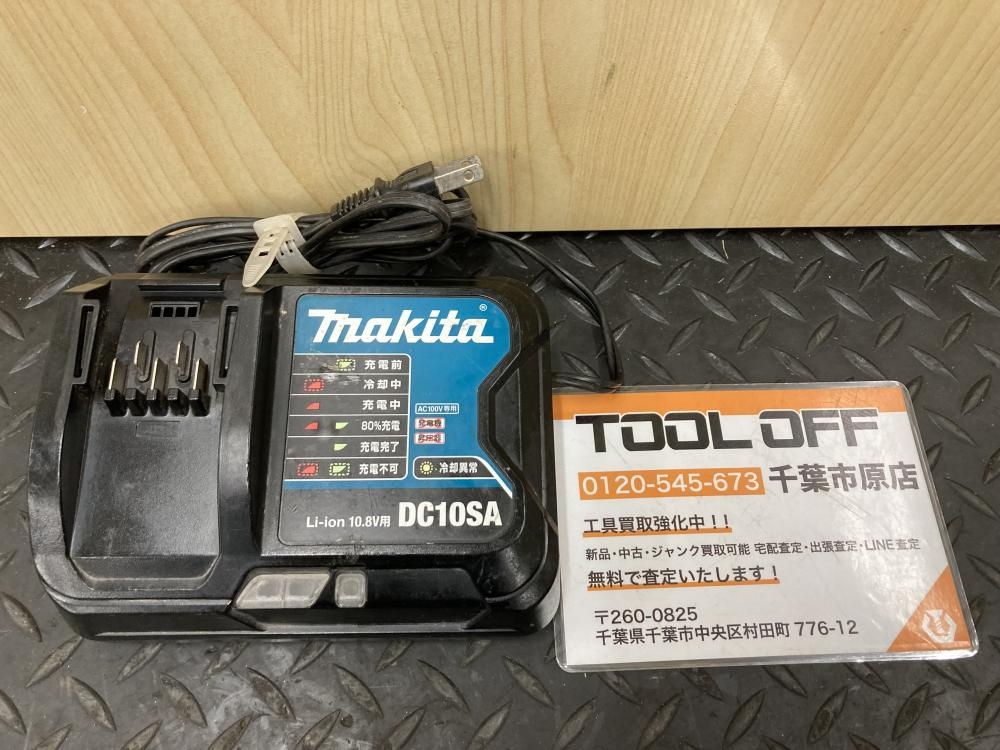 makita®
充電前
冷却中
充電中
80%充電
充電完了
充電不可
AC100V専用
冷却異常
Li-ion 10.8V用 DC10SA
TOOL OFF
0120-545-673 千葉市原店
工具買取強化中！！
新品・中古・ジャンク買取可能 宅配査定・出張査定・LINE査定
無料で査定いたします！
〒260-0825
千葉県千葉市中央区村田町 776-12